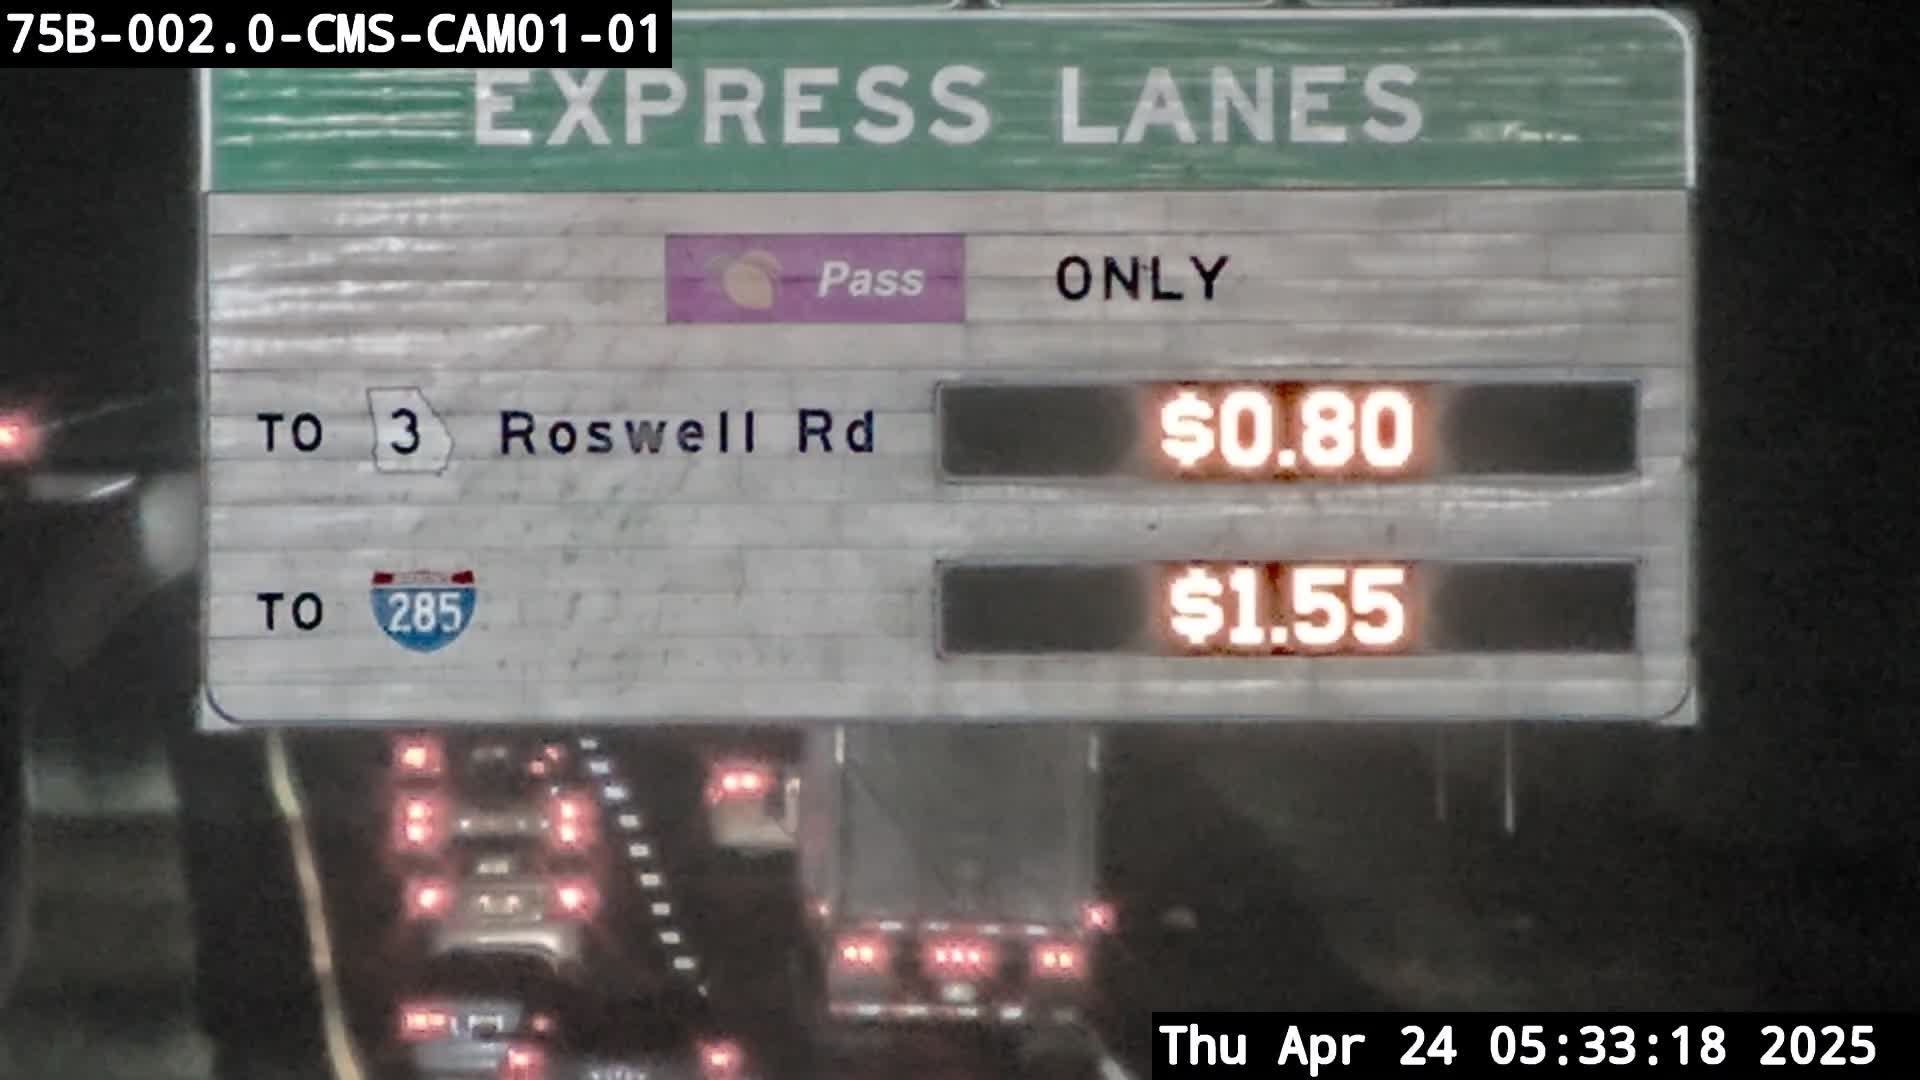 75B-002.0-CMS-CAM01-01
EXPRESS LANES
Pass ONLY
TO 3 Roswell Rd $0.80
TO 285 $1.55
Thu Apr 24 05:33:18 2025